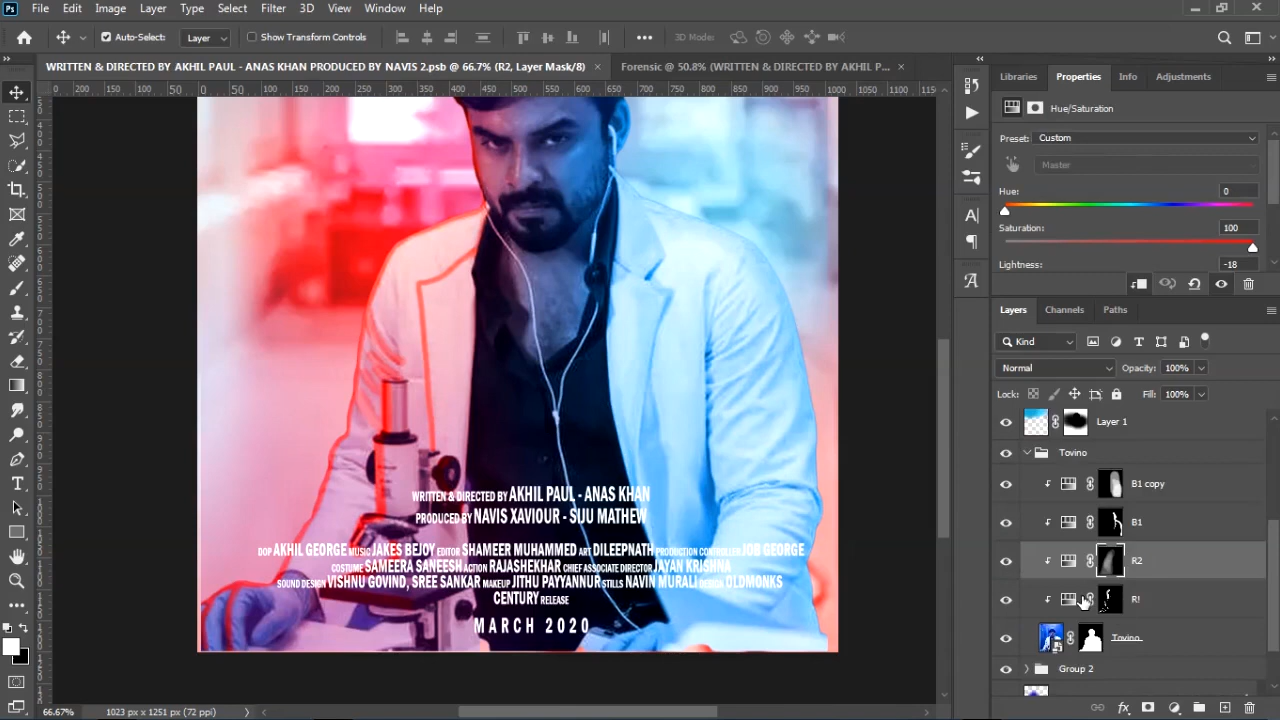 Ps File Edit Image Layer Type Select Filter 3D View Window Help
Auto-Select: Layer Show Transform Controls 3D Mode:
WRITTEN & DIRECTED BY AKHIL PAUL - ANAS KHAN PRODUCED BY NAVIS 2.psb @ 66.7% (R2, Layer Mask/8) × Forensic @ 50.8% (WRITTEN & DIRECTED BY AKHIL P... ×
Libraries Properties Info Adjustments
Hue/Saturation
Preset: Custom
Master
Hue: 0
Saturation: 100
Lightness: -18
Layers Channels Paths
Kind
Normal Opacity: 100%
Lock: Fill: 100%
Layer 1
Tovino
B1 copy
B1
R2
R!
Tovino
Group 2
WRITTEN & DIRECTED BY AKHIL PAUL - ANAS KHAN
PRODUCED BY NAVIS XAVIOUR - SIJU MATHEW
DOP AKHIL GEORGE MUSIC JAKES BEJOY EDITOR SHAMEER MUHAMMED ART DILEEPNATH PRODUCTION CONTROLLER JOB GEORGE
COSTUME SAMEERA SANEESH ACTION RAJASHEKHAR CHIEF ASSOCIATE DIRECTOR JAYAN KRISHNA
SOUND DESIGN VISHNU GOVIND, SREE SANKAR MAKEUP JITHU PAYYANNUR STILLS NAVIN MURALI DESIGN OLDMONKS
CENTURY RELEASE
MARCH 2020
66.67% 1023 px x 1251 px (72 ppi)